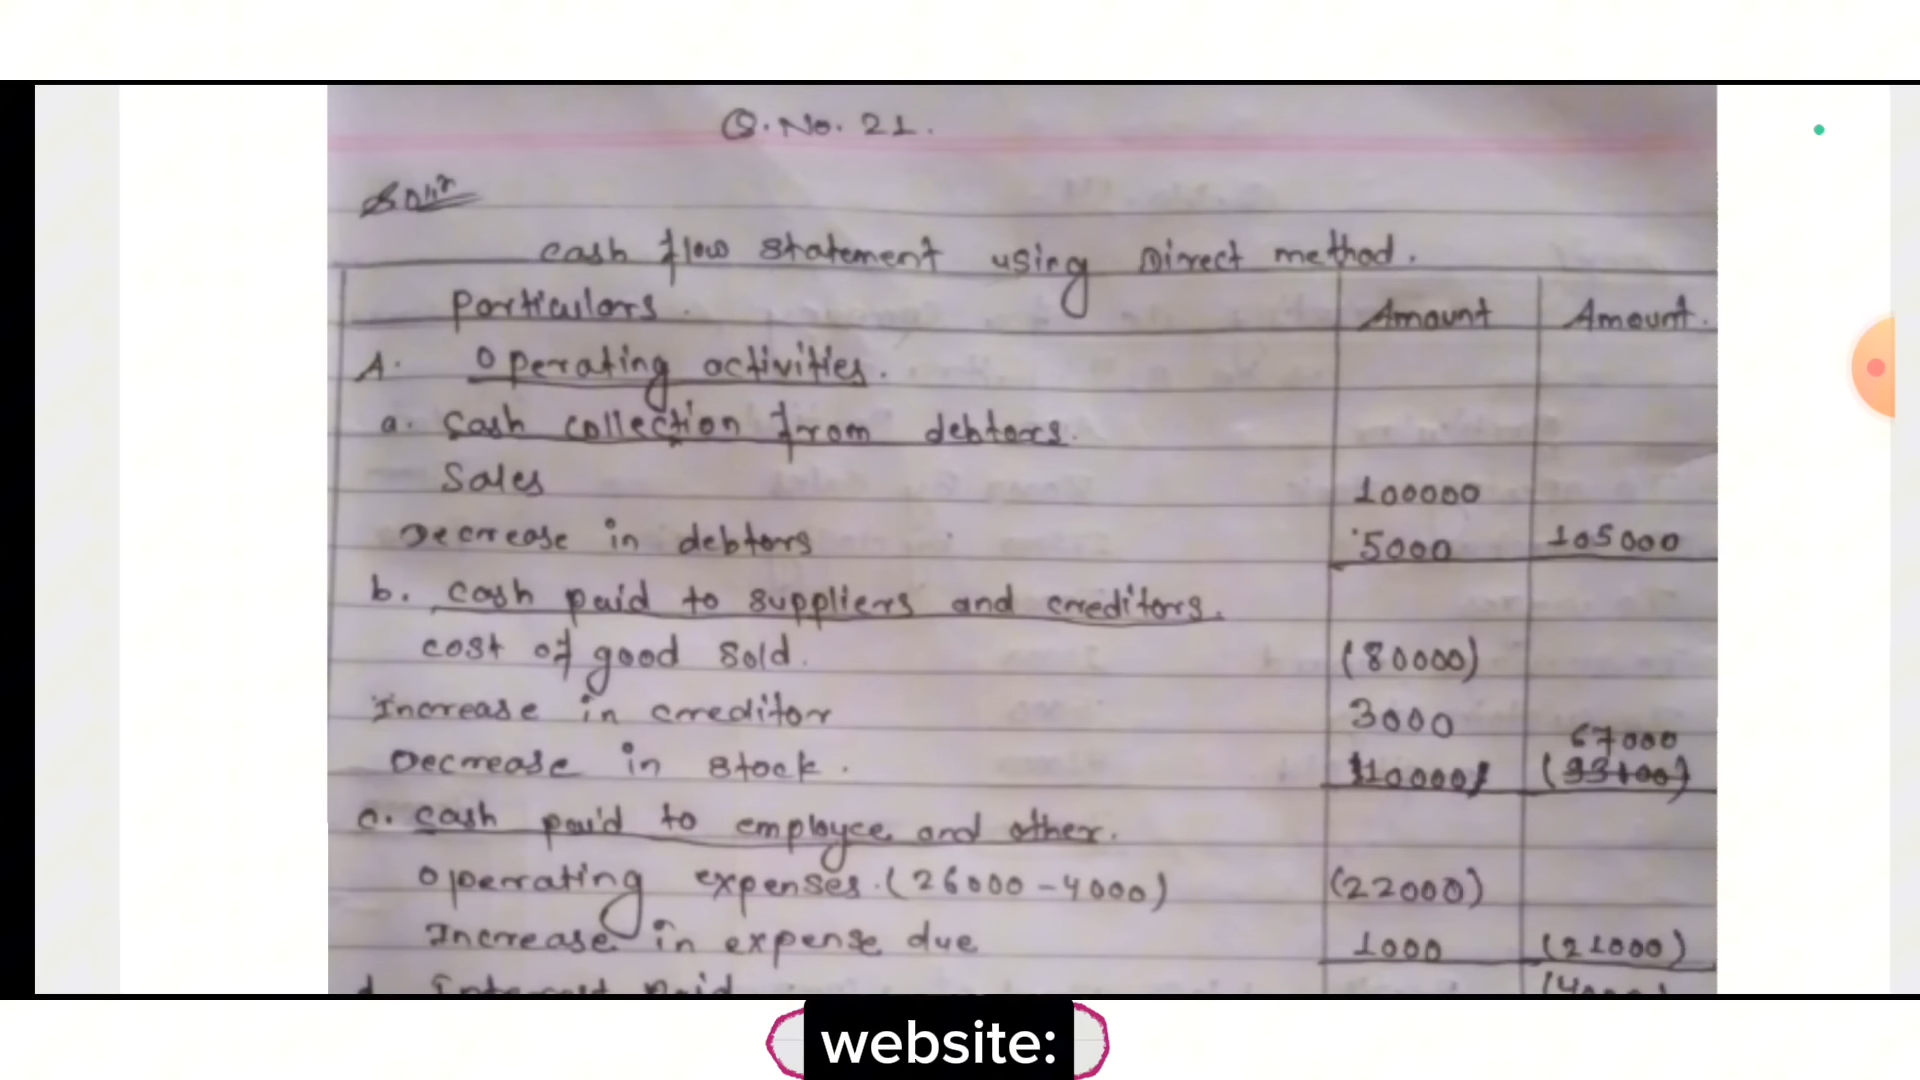 Q. No. 21.
Sol<sup>n</sup>
cash flow statement using Direct method.
Particulars. Amount Amount.
A. Operating activities.
a. Cash collection from debtors.
Sales 100000
Decrease in debtors 5000 105000
b. cash paid to suppliers and creditors.
cost of good sold. (80000)
Increase in creditor 3000
67000
Decrease in stock. 10000
c. cash paid to employee and other.
operating expenses.(26000-4000) (22000)
Increase in expense due 1000 (21000)
website: